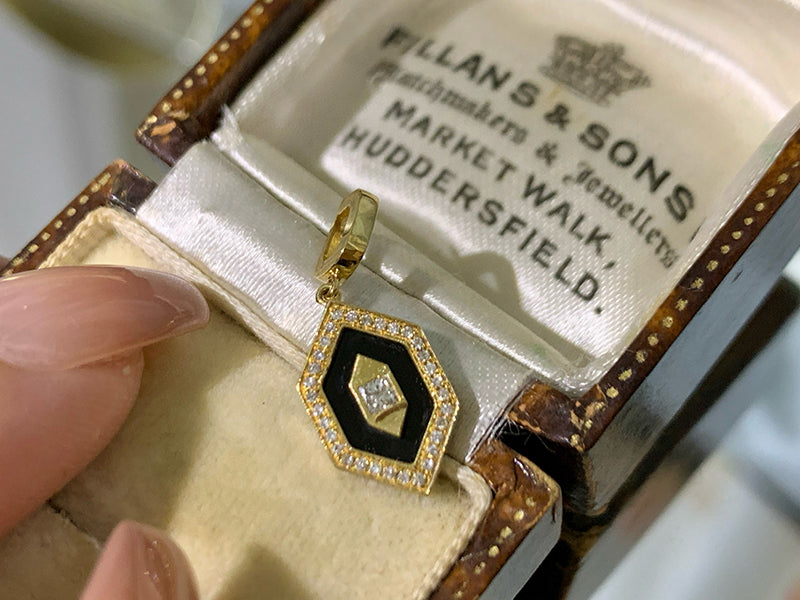 FILLANS & SONS
Watchmakers & Jewellers
MARKET WALK,
HUDDERSFIELD.